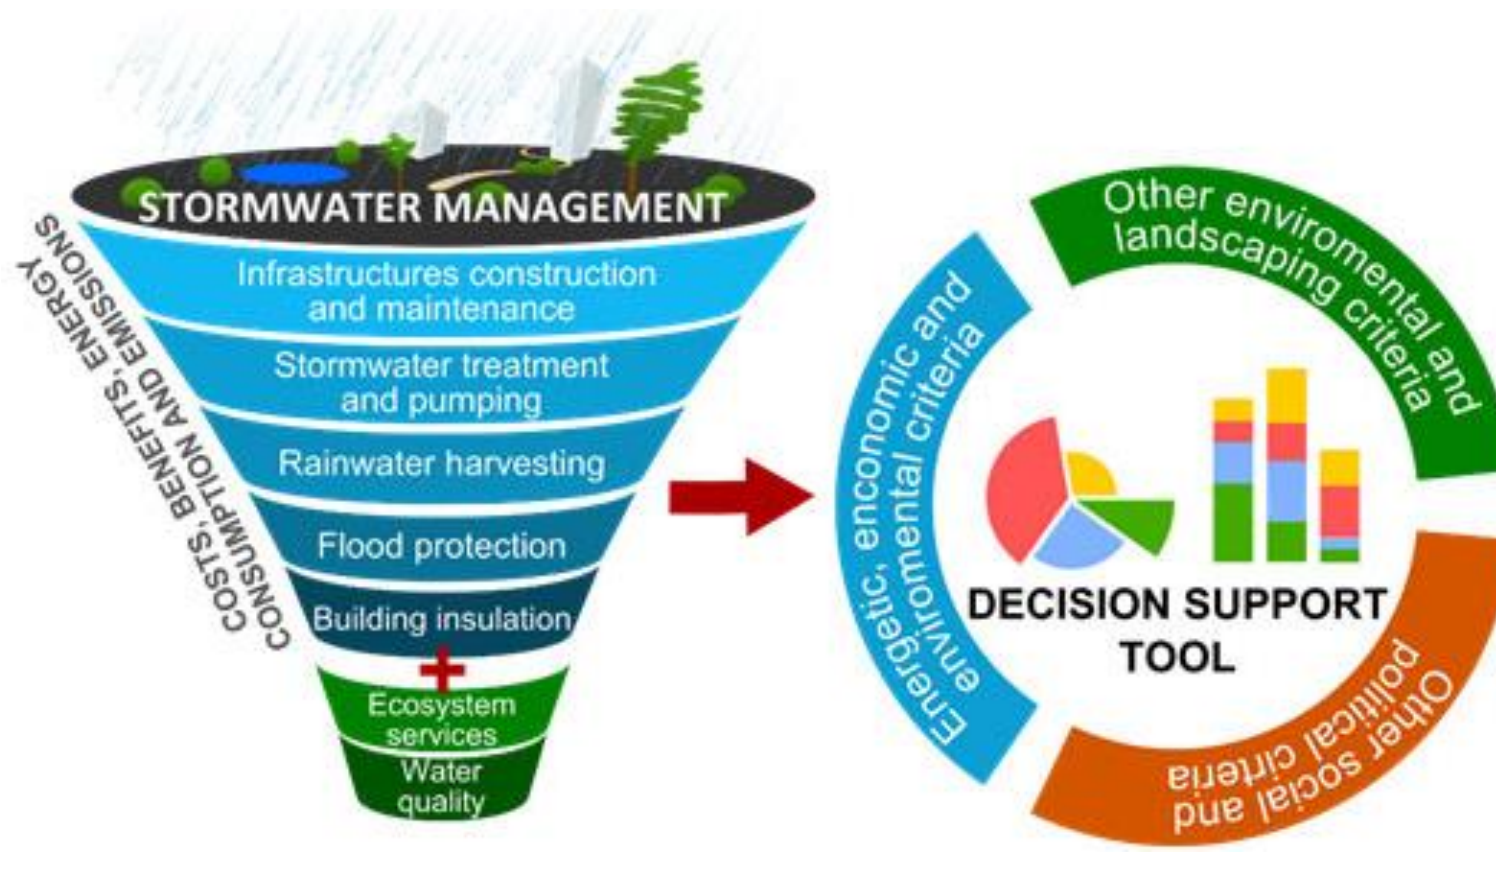 STORMWATER MANAGEMENT
COSTS, BENEFITS, ENERGY
CONSUMPTION AND EMISSIONS
Infrastructures construction
and maintenance
Stormwater treatment
and pumping
Rainwater harvesting
Flood protection
Building insulation
+
Ecosystem
services
Water
quality
Energetic, enconomic and
enviromental criteria
Other enviromental and
landscaping criteria
DECISION SUPPORT
TOOL
Other social and
political cirteria